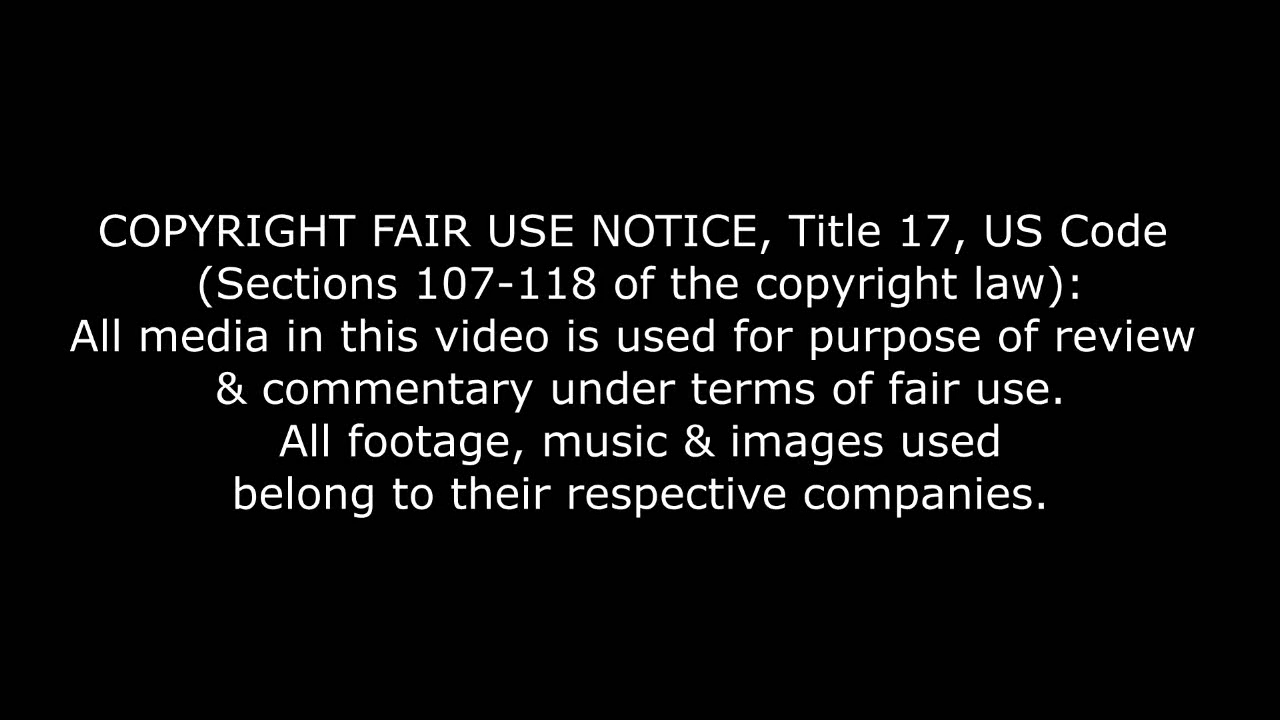 COPYRIGHT FAIR USE NOTICE, Title 17, US Code
(Sections 107-118 of the copyright law):
All media in this video is used for purpose of review
& commentary under terms of fair use.
All footage, music & images used
belong to their respective companies.